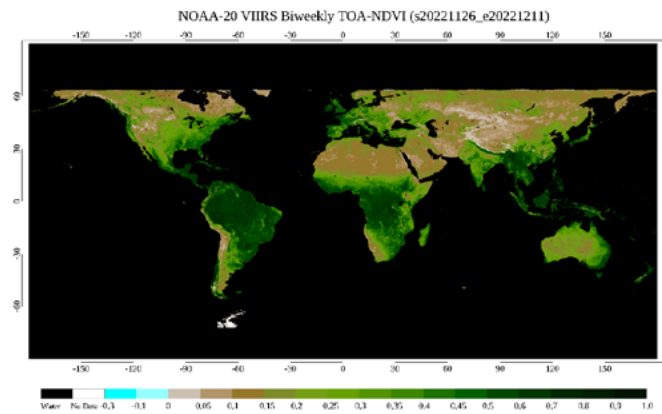 NOAA-20 VIIRS Biweekly TOA-NDVI (s20221126_e20221211)
-150 -120 -90 -60 -30 0 30 60 90 120 150
60
30
0
-30
-60
-150 -120 -90 -60 -30 0 30 60 90 120 150
Water No Data -0,3 -0,1 0 0,05 0,1 0,15 0,2 0,25 0,3 0,35 0,4 0,45 0,5 0,6 0,7 0,8 0,9 1.0